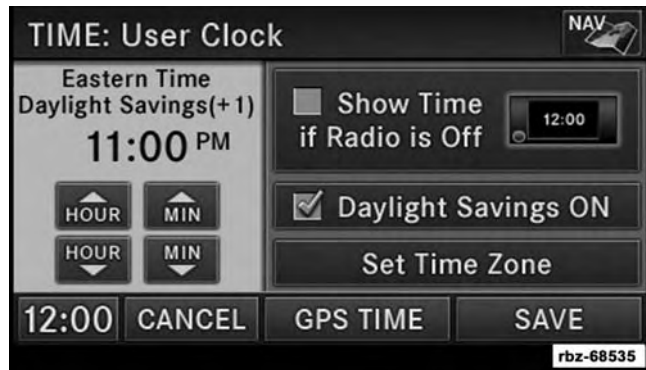 TIME: User Clock
NAV
Eastern Time
Daylight Savings(+1)
11:00 PM
HOUR MIN
HOUR MIN
Show Time
if Radio is Off
12:00
Daylight Savings ON
Set Time Zone
12:00 CANCEL GPS TIME SAVE
rbz-68535